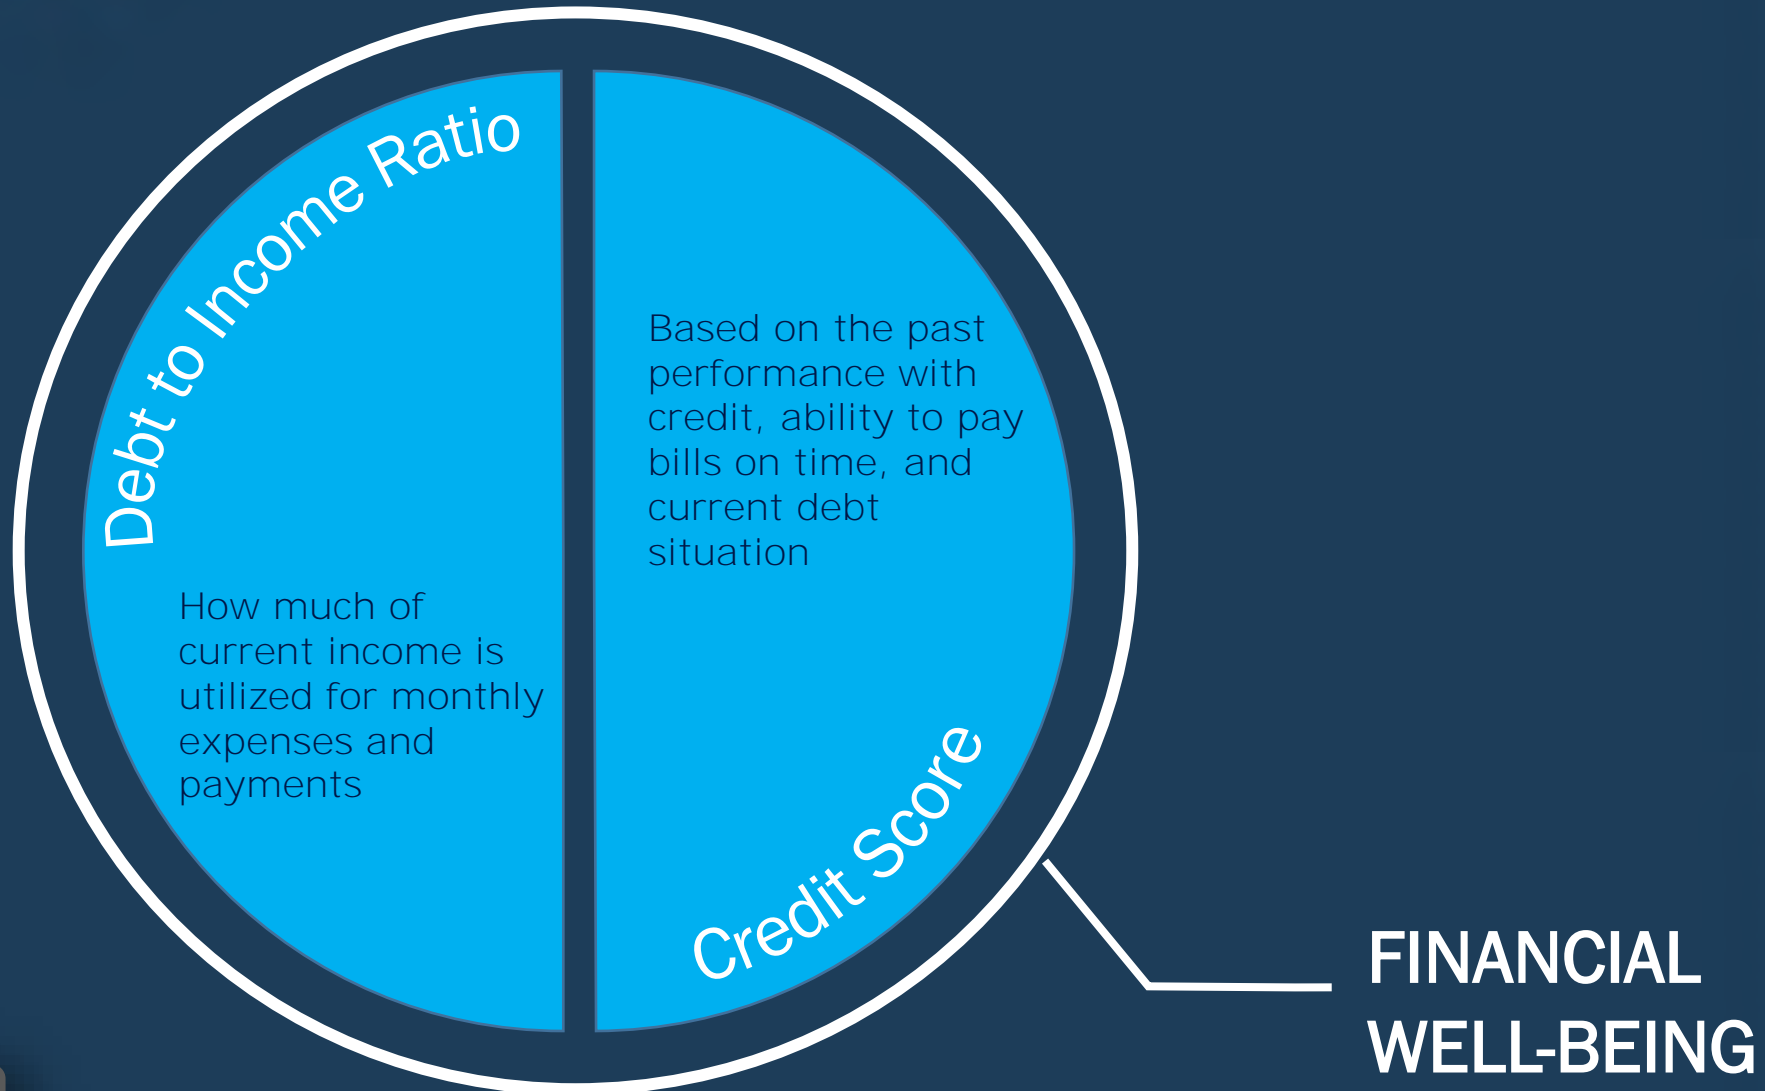 Debt to Income Ratio
How much of
current income is
utilized for monthly
expenses and
payments
Based on the past
performance with
credit, ability to pay
bills on time, and
current debt
situation
Credit Score
FINANCIAL
WELL-BEING